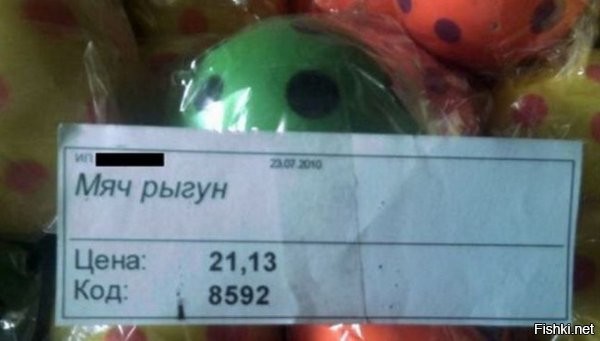 ИП
23.07.2010
Мяч рыгун
Цена: 21,13
Код: 8592
Fishki.net